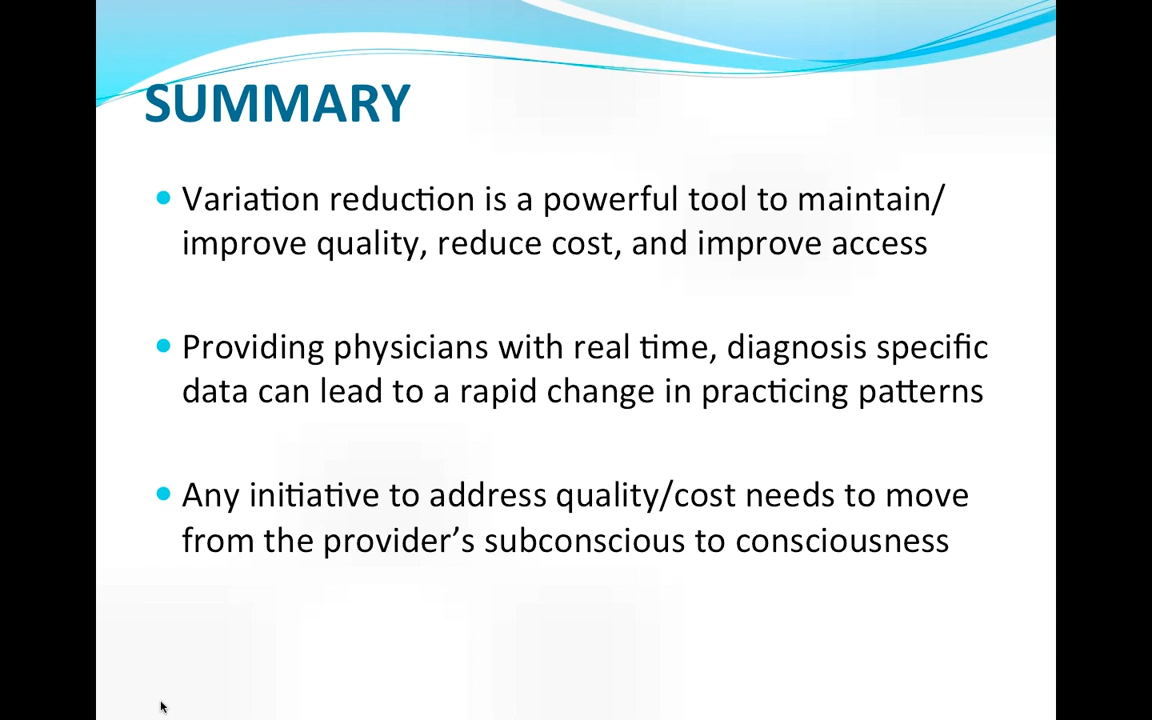 SUMMARY
Variation reduction is a powerful tool to maintain/
improve quality, reduce cost, and improve access
Providing physicians with real time, diagnosis specific
data can lead to a rapid change in practicing patterns
Any initiative to address quality/cost needs to move
from the provider’s subconscious to consciousness